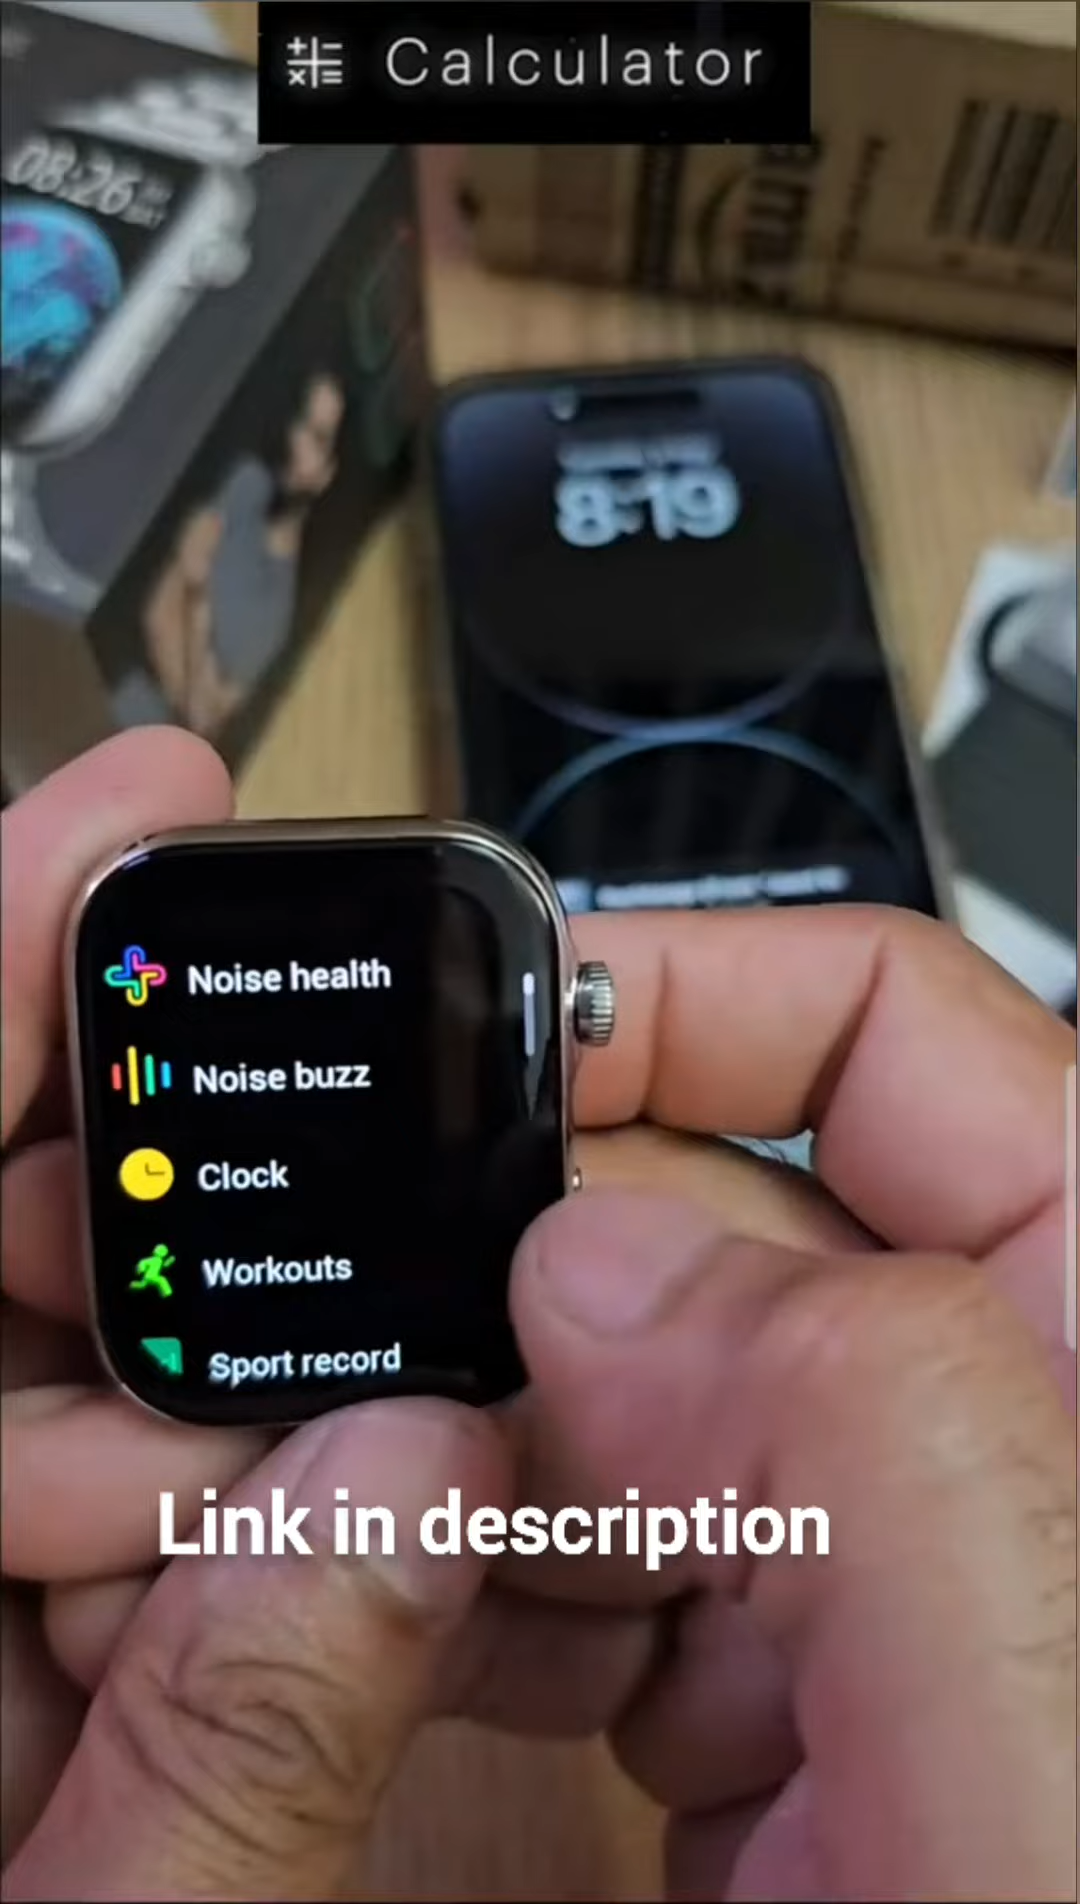 Calculator
08:26
8:19
Noise health
Noise buzz
Clock
Workouts
Sport record
Link in description